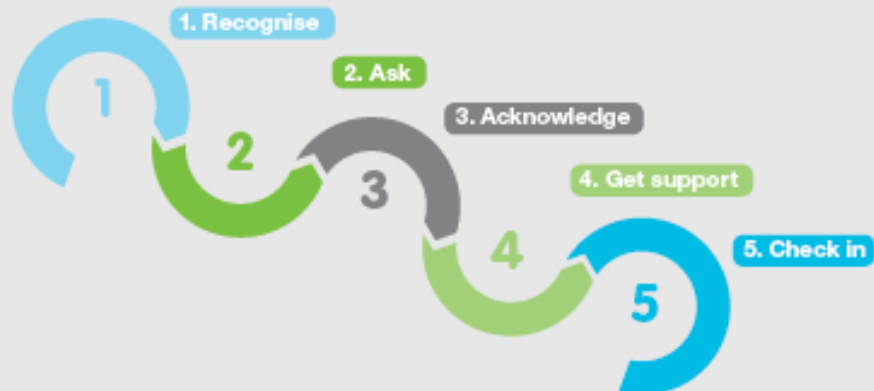 1. Recognise
1
2. Ask
2
3. Acknowledge
3
4. Get support
4
5. Check in
5